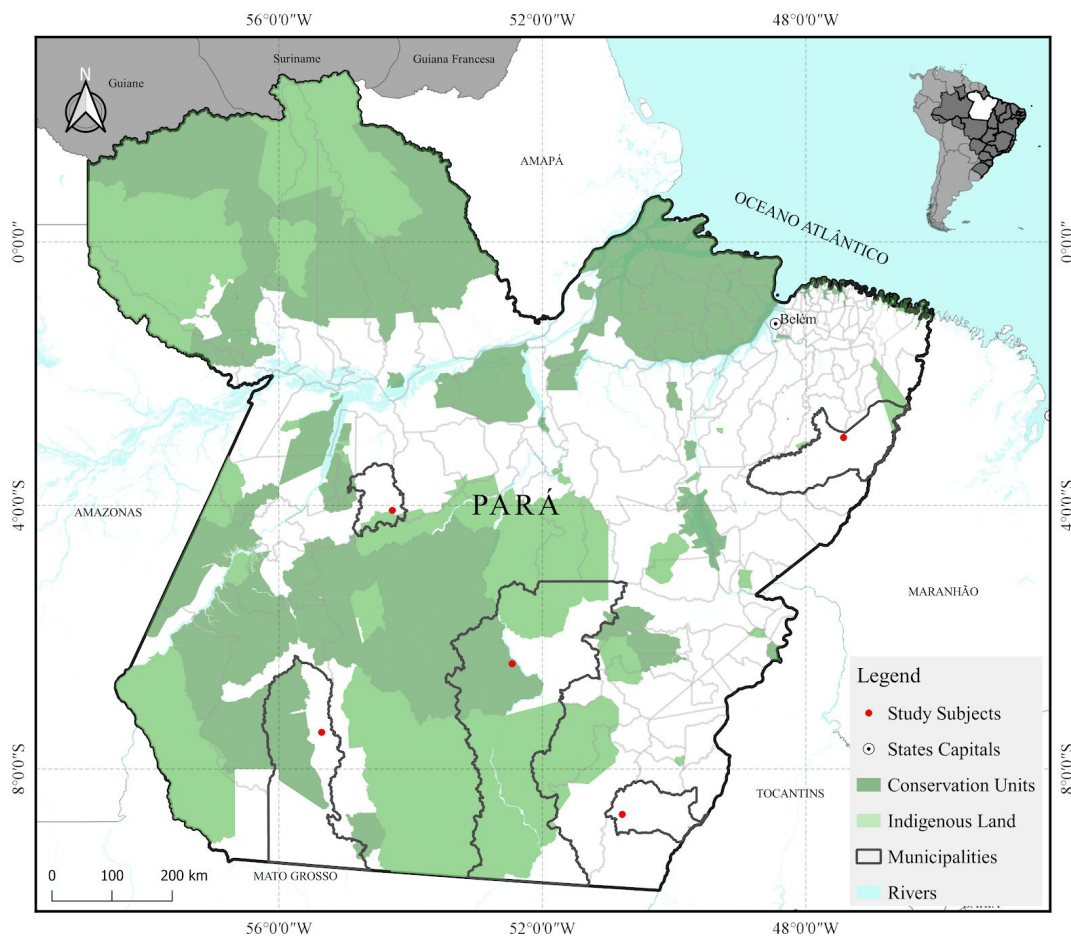 56°0'0"W 52°0'0"W 48°0'0"W
Suriname
Guiana Francesa
Guiane
N
AMAPÁ
OCEANO ATLÂNTICO
0°0'0" 0°0'0"
Belém
PARÁ
4°0'0"S 4°0'0"S
AMAZONAS
MARANHÃO
Legend
Study Subjects
States Capitals
8°0'0"S 8°0'0"S
Conservation Units
TOCANTINS
Indigenous Land
Municipalities
MATO GROSSO
0 100 200 km
Rivers
56°0'0"W 52°0'0"W 48°0'0"W